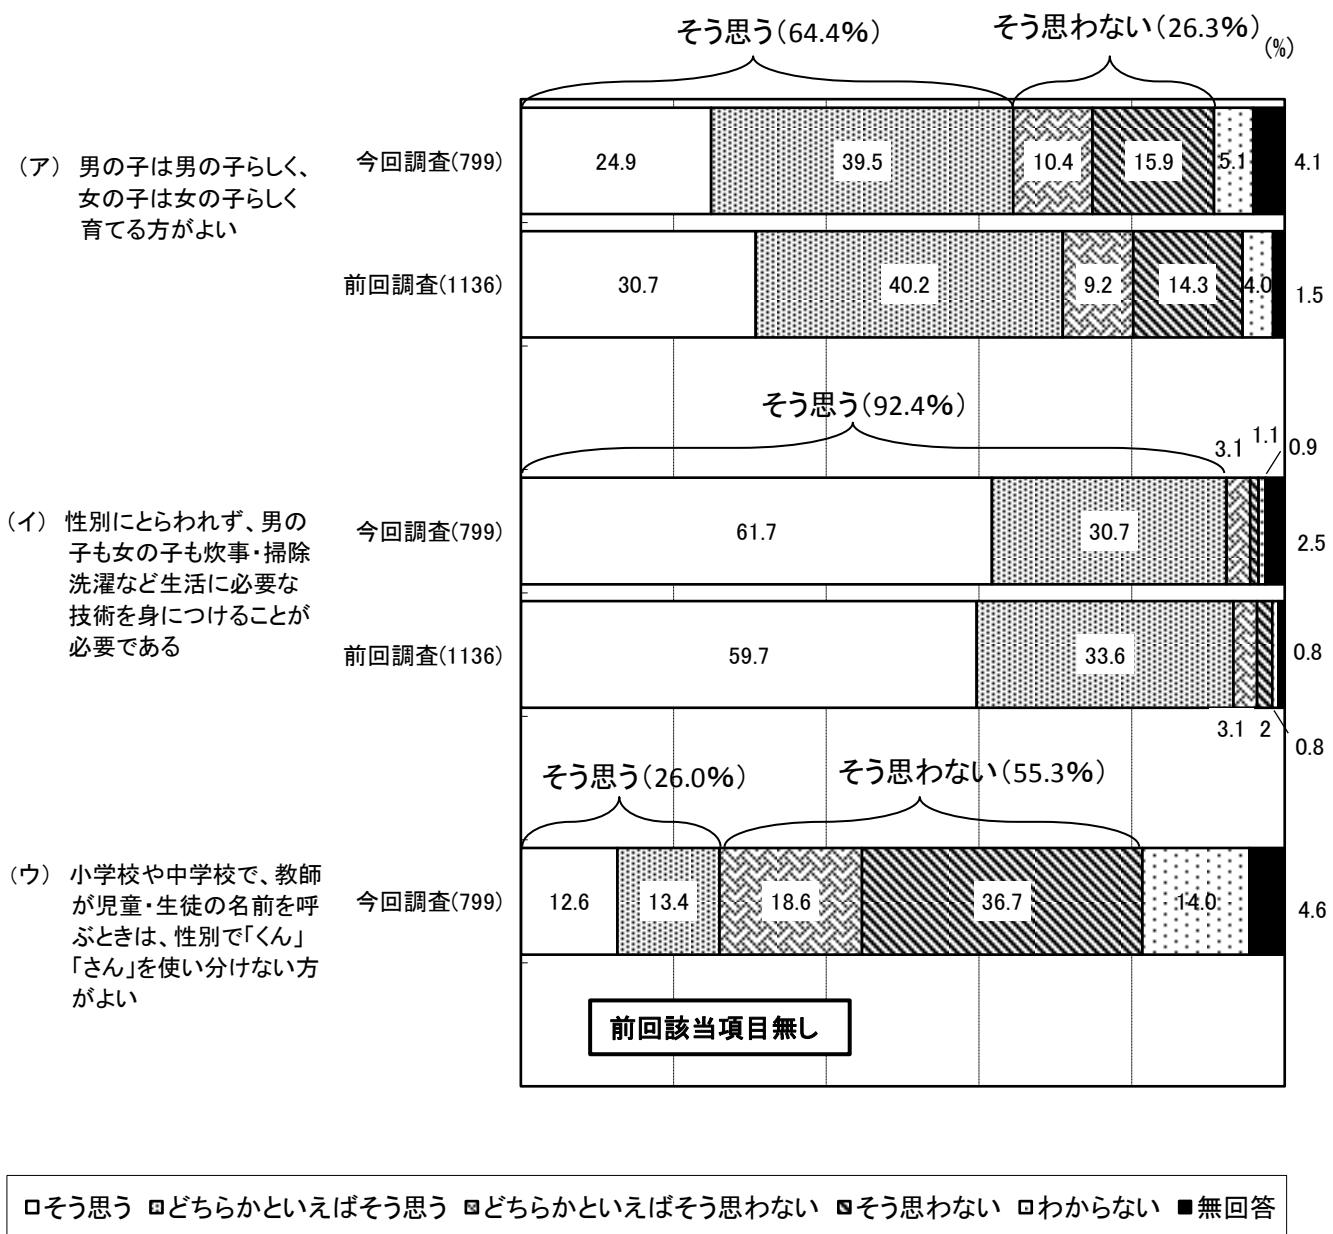 そう思う(64.4%)
そう思わない(26.3%)
(%)
(ア) 男の子は男の子らしく、
女の子は女の子らしく
育てる方がよい
今回調査(799)
24.9
39.5
10.4
15.9
5.1
4.1
前回調査(1136)
30.7
40.2
9.2
14.3
4.0
1.5
そう思う(92.4%)
(イ) 性別にとらわれず、男の
子も女の子も炊事・掃除
洗濯など生活に必要な
技術を身につけることが
必要である
今回調査(799)
61.7
30.7
3.1
1.1
0.9
2.5
前回調査(1136)
59.7
33.6
3.1
2
0.8
0.8
そう思う(26.0%)
そう思わない(55.3%)
(ウ) 小学校や中学校で、教師
が児童・生徒の名前を呼
ぶときは、性別で「くん」
「さん」を使い分けない方
がよい
今回調査(799)
12.6
13.4
18.6
36.7
14.0
4.6
前回該当項目無し
そう思う どちらかといえばそう思う どちらかといえばそう思わない そう思わない わからない 無回答